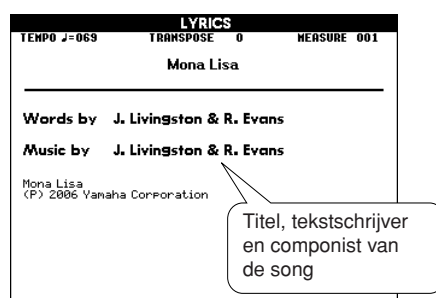 LYRICS
TEMPO ♩=069 TRANSPOSE 0 MEASURE 001
Mona Lisa
Words by J. Livingston & R. Evans
Music by J. Livingston & R. Evans
Mona Lisa
(P) 2006 Yamaha Corporation
Titel, tekstschrijver
en componist van
de song